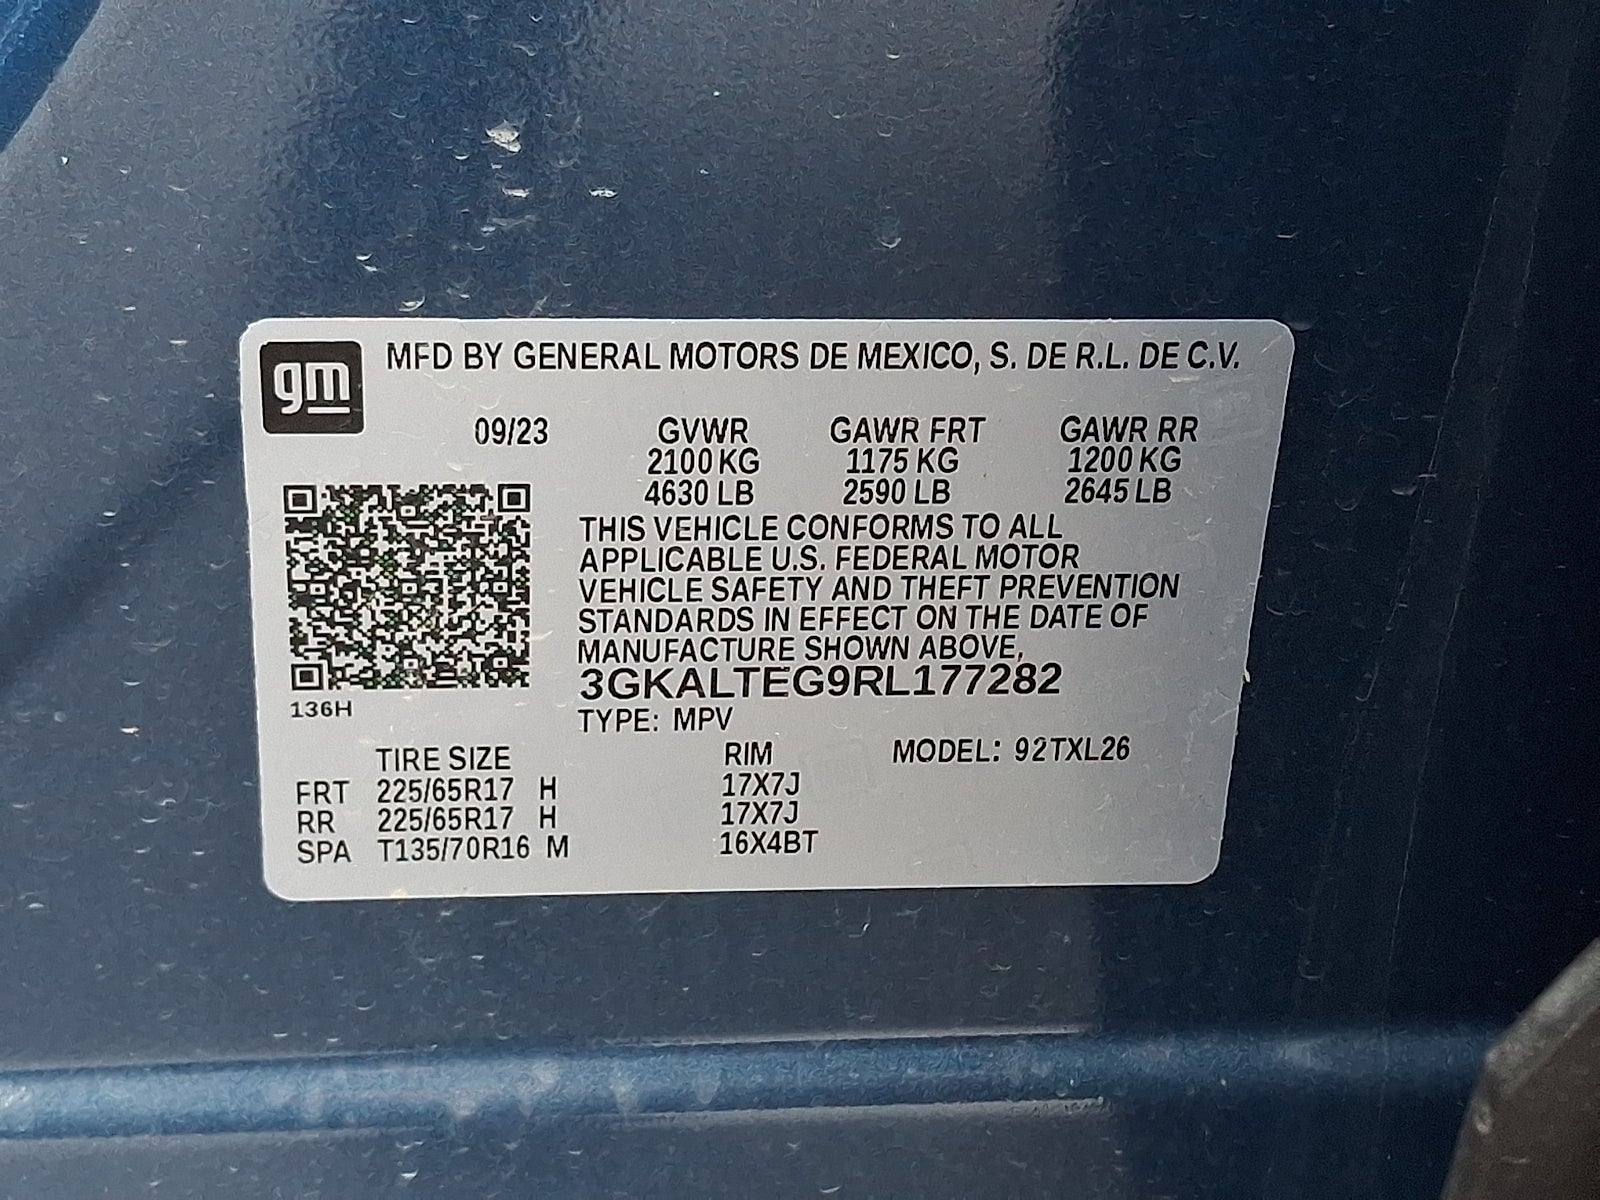 gm MFD BY GENERAL MOTORS DE MEXICO, S. DE R.L. DE C.V.
09/23 GVWR GAWR FRT GAWR RR
2100 KG 1175 KG 1200 KG
4630 LB 2590 LB 2645 LB
THIS VEHICLE CONFORMS TO ALL
APPLICABLE U.S. FEDERAL MOTOR
VEHICLE SAFETY AND THEFT PREVENTION
STANDARDS IN EFFECT ON THE DATE OF
MANUFACTURE SHOWN ABOVE,
3GKALTEG9RL177282
136H
TYPE: MPV
TIRE SIZE RIM MODEL: 92TXL26
FRT 225/65R17 H 17X7J
RR 225/65R17 H 17X7J
SPA T135/70R16 M 16X4BT